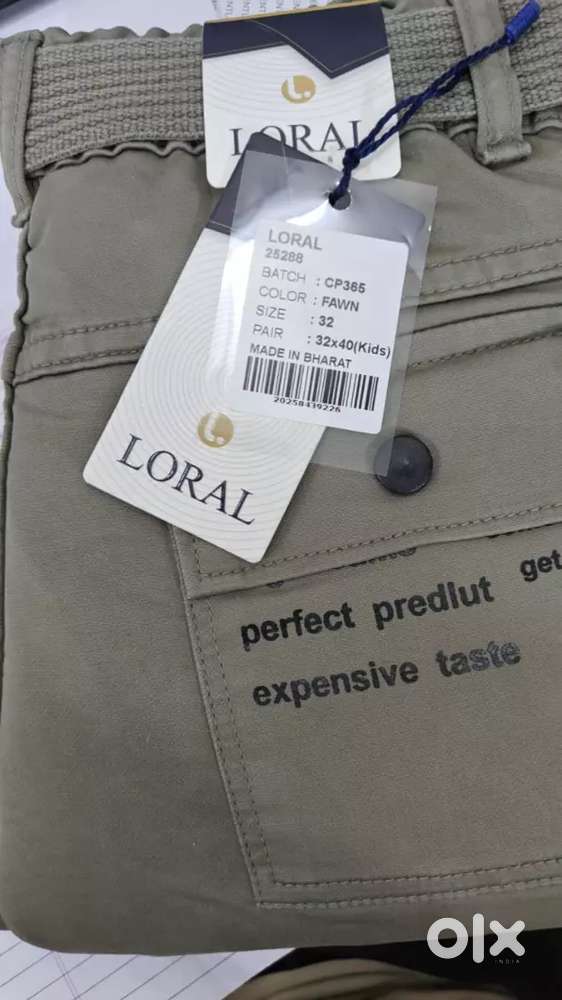 LORAL
LORAL
25288
BATCH : CP365
COLOR : FAWN
SIZE : 32
PAIR : 32x40(Kids)
MADE IN BHARAT
20258439226
LORAL
get
perfect predlut
expensive taste
olx
INDIA